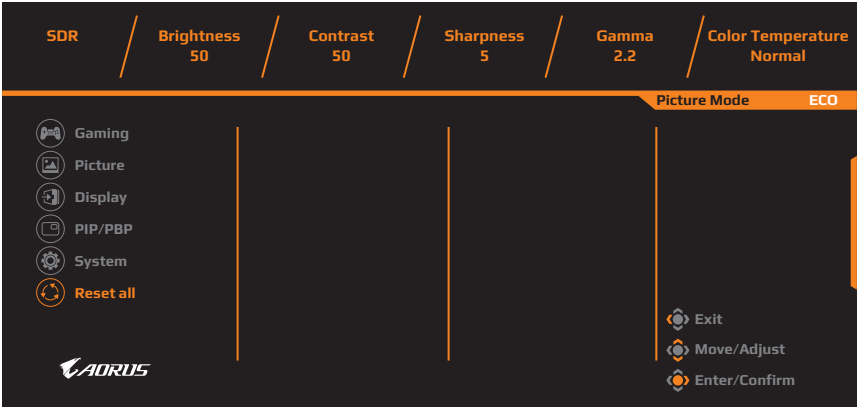 SDR
Brightness
50
Contrast
50
Sharpness
5
Gamma
2.2
Color Temperature
Normal
Picture Mode ECO
Gaming
Picture
Display
PIP/PBP
System
Reset all
Exit
Move/Adjust
Enter/Confirm
AORUS